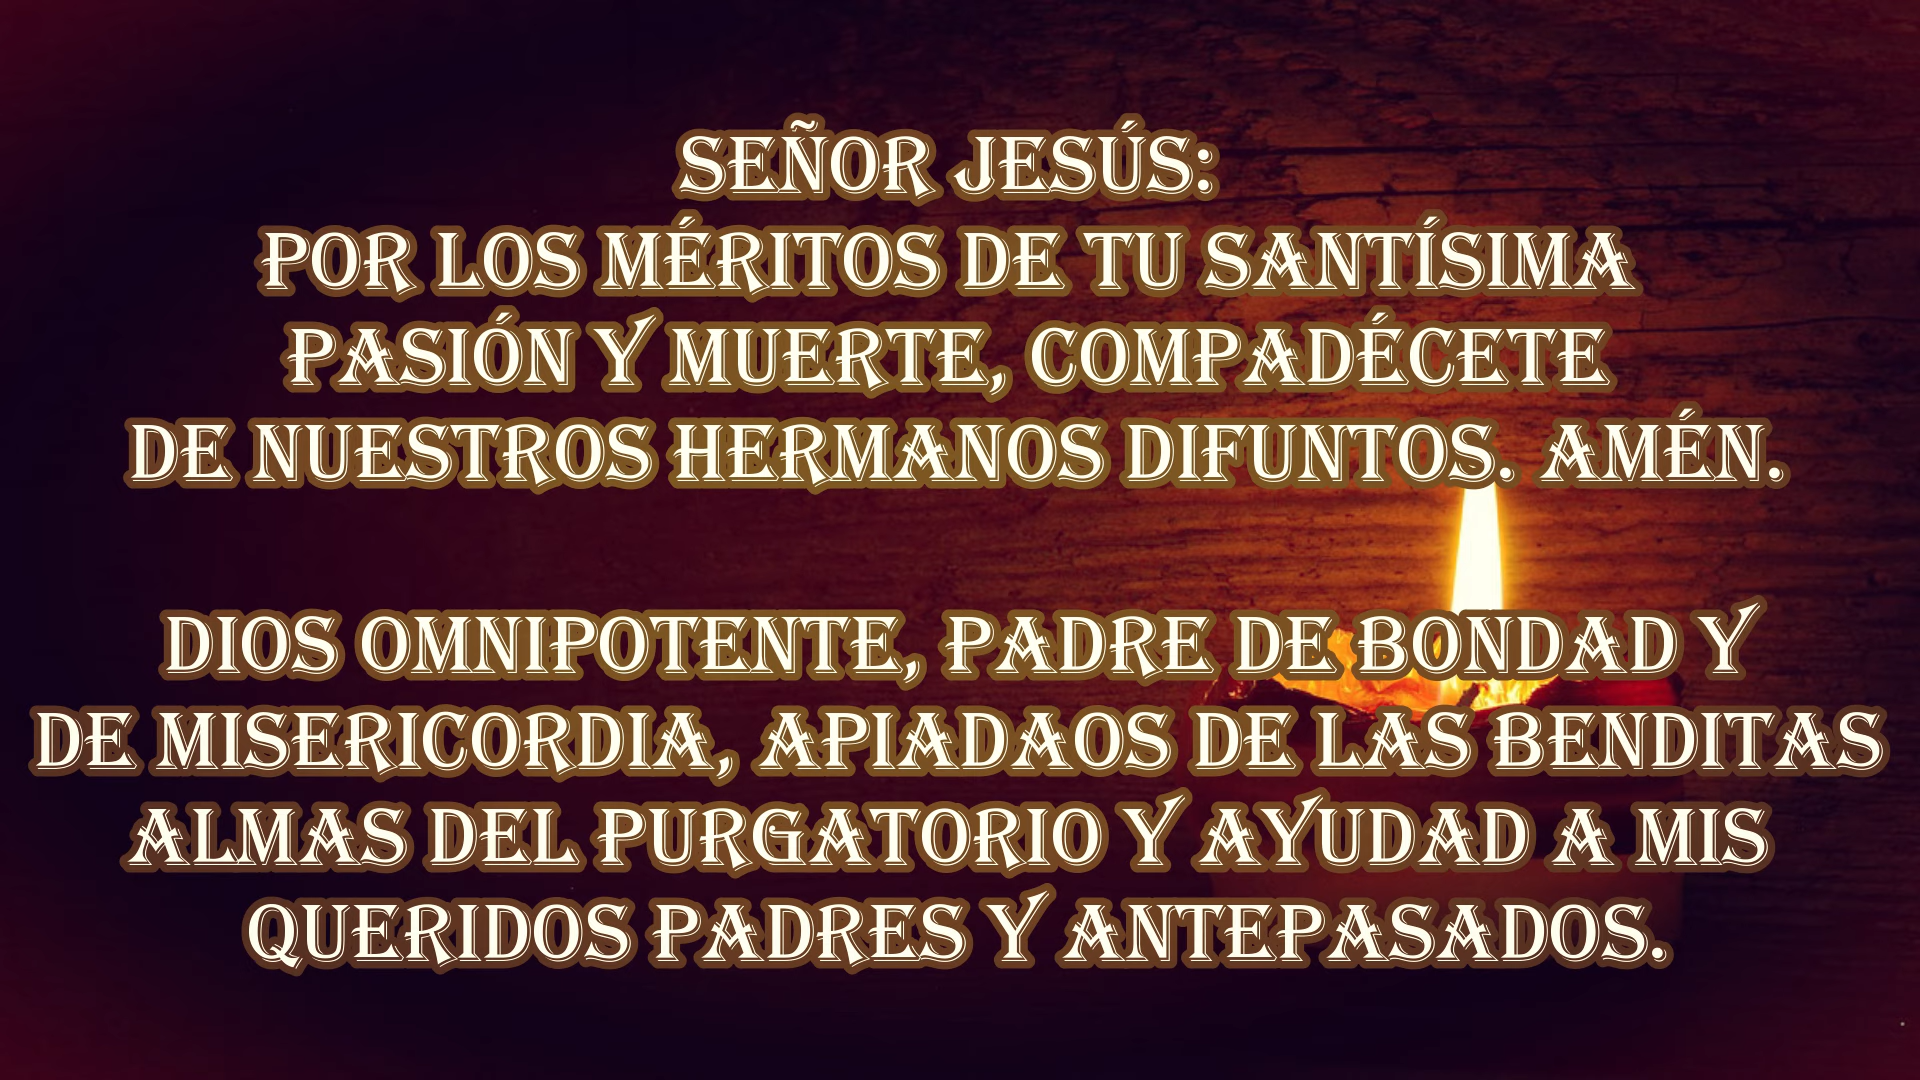 SEÑOR JESÚS:
POR LOS MÉRITOS DE TU SANTÍSIMA
PASIÓN Y MUERTE, COMPADÉCETE
DE NUESTROS HERMANOS DIFUNTOS. AMÉN.
DIOS OMNIPOTENTE, PADRE DE BONDAD Y
DE MISERICORDIA, APIADAOS DE LAS BENDITAS
ALMAS DEL PURGATORIO Y AYUDAD A MIS
QUERIDOS PADRES Y ANTEPASADOS.